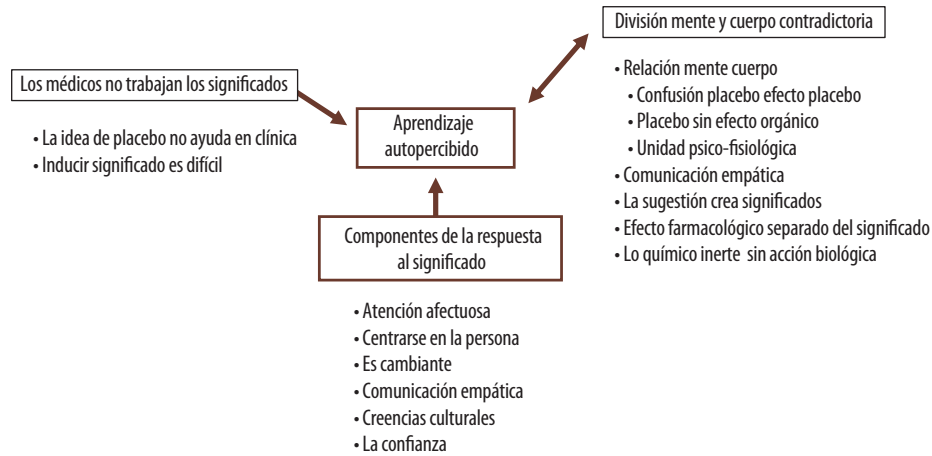 División mente y cuerpo contradictoria
• Relación mente cuerpo
• Confusión placebo efecto placebo
• Placebo sin efecto orgánico
• Unidad psico-fisiológica
• Comunicación empática
• La sugestión crea significados
• Efecto farmacológico separado del significado
• Lo químico inerte sin acción biológica
Los médicos no trabajan los significados
• La idea de placebo no ayuda en clínica
• Inducir significado es difícil
Aprendizaje
autopercibido
Componentes de la respuesta
al significado
• Atención afectuosa
• Centrarse en la persona
• Es cambiante
• Comunicación empática
• Creencias culturales
• La confianza